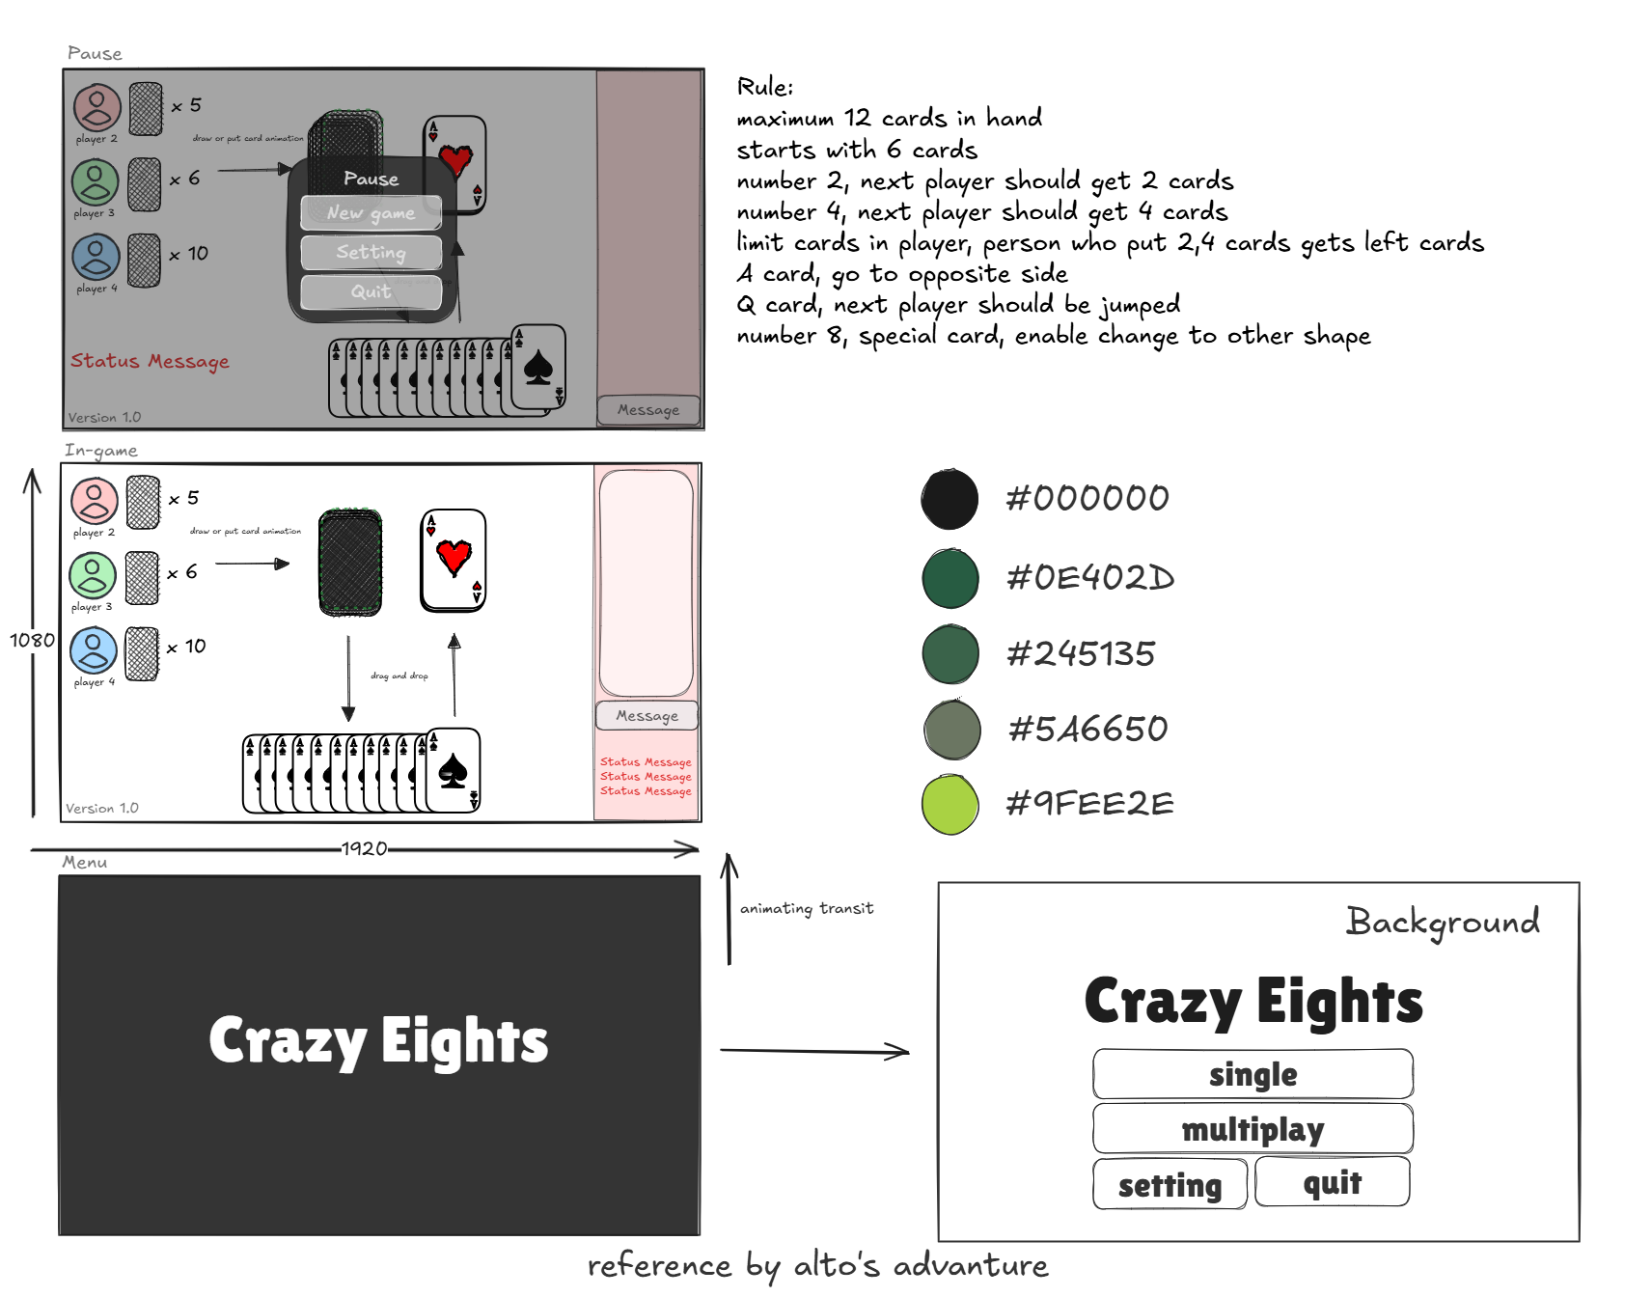 Pause
player 2
x 5
draw or put card animation
player 3
x 6
player 4
x 10
A
A
Pause
New game
Setting
Quit
Status Message
Version 1.0
A
A
A
A
A
A
A
A
A
A
A
A
A
Message
Rule:
maximum 12 cards in hand
starts with 6 cards
number 2, next player should get 2 cards
number 4, next player should get 4 cards
limit cards in player, person who put 2,4 cards gets left cards
A card, go to opposite side
Q card, next player should be jumped
number 8, special card, enable change to other shape
In-game
1080
player 2
x 5
draw or put card animation
player 3
x 6
player 4
x 10
A
A
drag and drop
A
A
A
A
A
A
A
A
A
A
A
A
A
Version 1.0
Message
Status Message
Status Message
Status Message
1920
#000000
#0E402D
#245135
#5A6650
#9FEE2E
Menu
Crazy Eights
animating transit
Background
Crazy Eights
single
multiplay
setting
quit
reference by alto's advanture